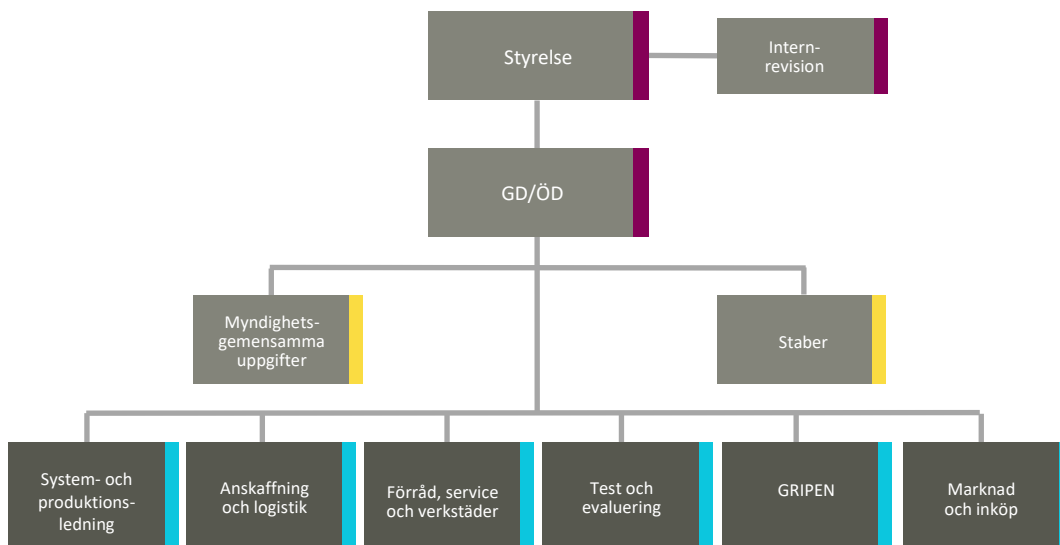 Styrelse
Intern-
revision
GD/ÖD
Myndighets-
gemensamma
uppgifter
Staber
System- och
produktions-
ledning
Anskaffning
och logistik
Förråd, service
och verkstäder
Test och
evaluering
GRIPEN
Marknad
och inköp